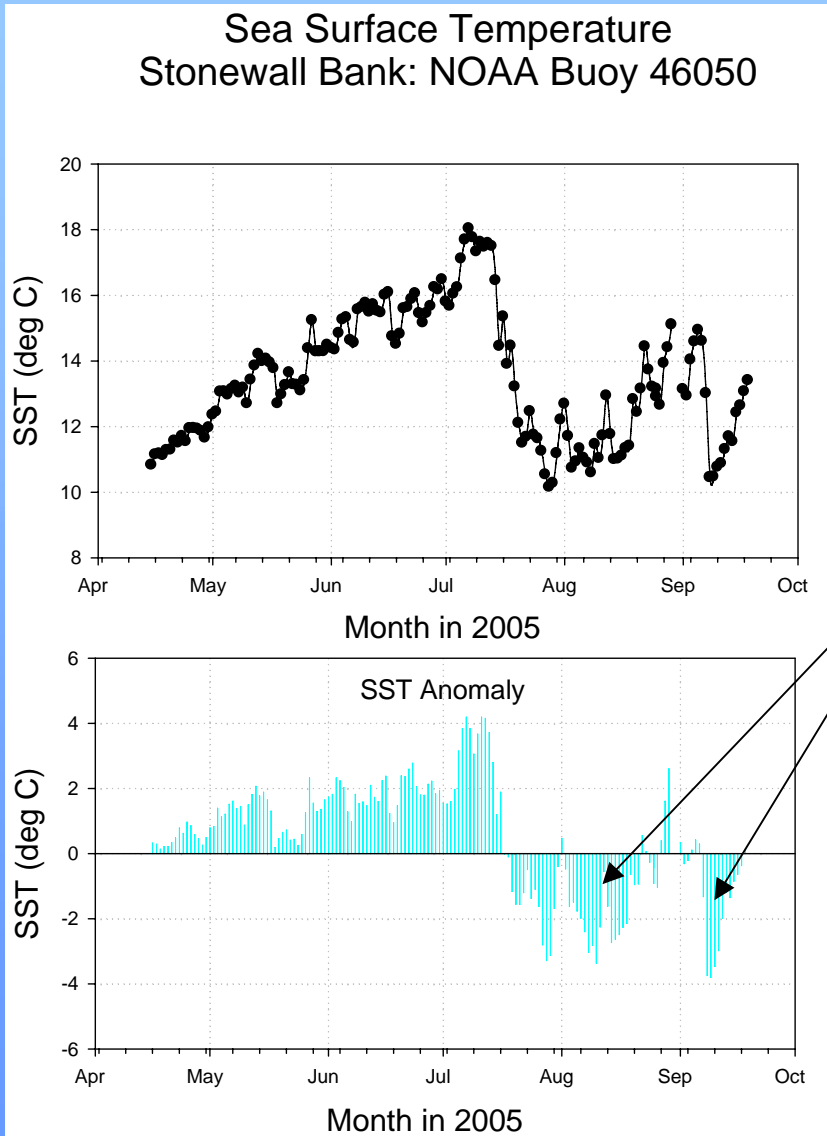 Sea Surface Temperature
Stonewall Bank: NOAA Buoy 46050
20
18
16
14
12
10
8
SST (deg C)
Apr May Jun Jul Aug Sep Oct
Month in 2005
6
4
2
0
-2
-4
-6
SST Anomaly
SST (deg C)
Apr May Jun Jul Aug Sep Oct
Month in 2005